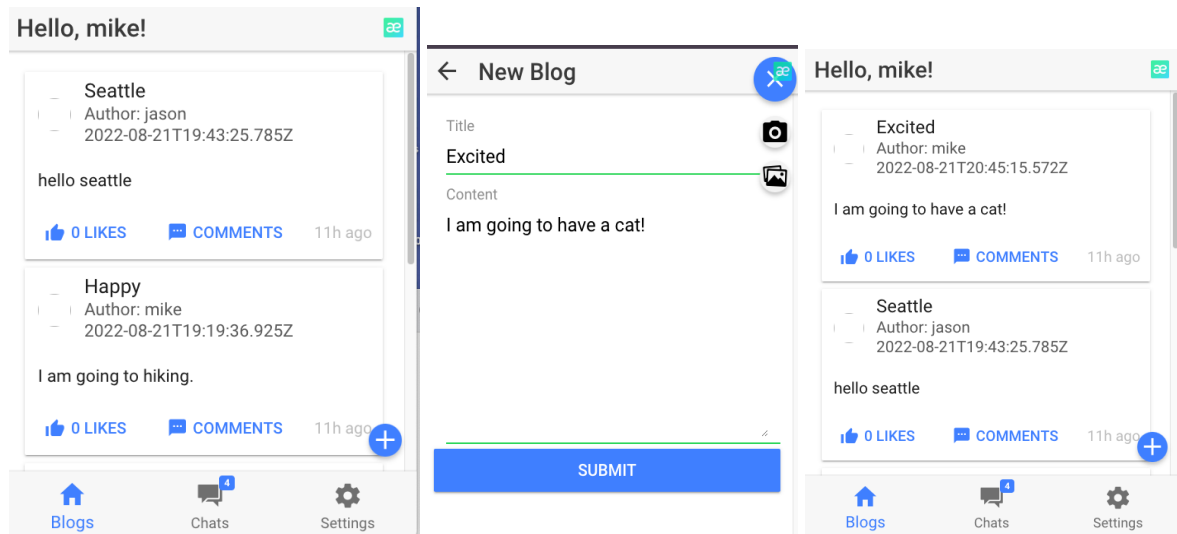 Hello, mike!
æ
Seattle
Author: jason
2022-08-21T19:43:25.785Z
hello seattle
0 LIKES COMMENTS 11h ago
Happy
Author: mike
2022-08-21T19:19:36.925Z
I am going to hiking.
0 LIKES COMMENTS 11h ago
4
Blogs Chats Settings
New Blog
æ
Title
Excited
Content
I am going to have a cat!
SUBMIT
Hello, mike!
æ
Excited
Author: mike
2022-08-21T20:45:15.572Z
I am going to have a cat!
0 LIKES COMMENTS 11h ago
Seattle
Author: jason
2022-08-21T19:43:25.785Z
hello seattle
0 LIKES COMMENTS 11h ago
4
Blogs Chats Settings